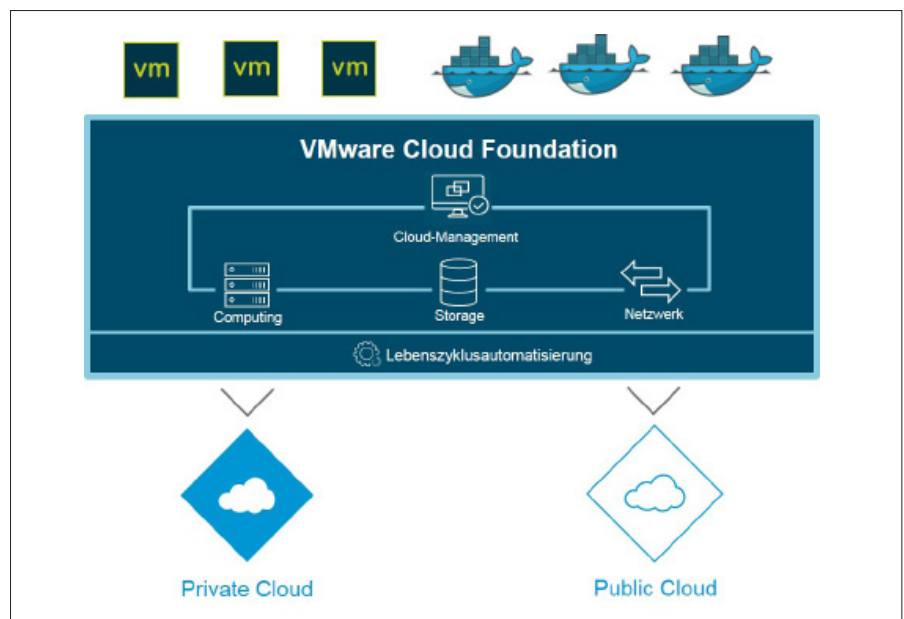 vm vm vm
VMware Cloud Foundation
Cloud-Management
Computing Storage Netzwerk
Lebenszyklusautomatisierung
Private Cloud Public Cloud